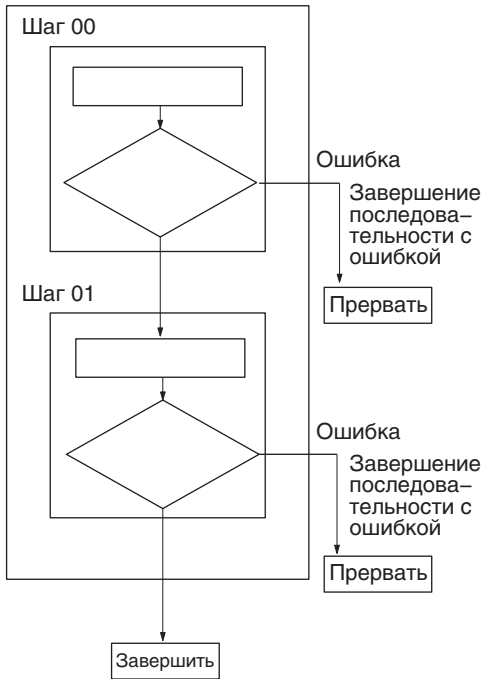 Шаг 00
Ошибка
Завершение
последова–
тельности с
ошибкой
Прервать
Шаг 01
Ошибка
Завершение
последова–
тельности с
ошибкой
Прервать
Завершить